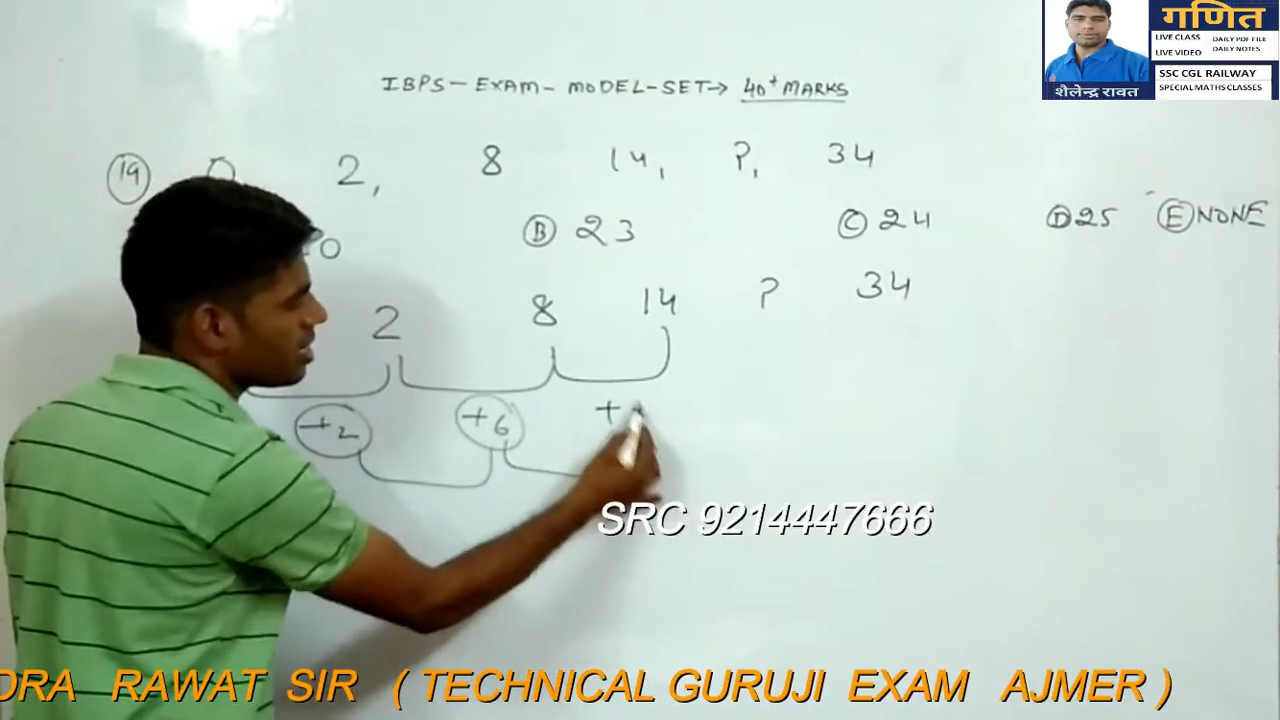 गणित
LIVE CLASS DAILY PDF FILE
LIVE VIDEO DAILY NOTES
SSC CGL RAILWAY
SPECIAL MATHS CLASSES
शैलेन्द्र रावत
IBPS-EXAM-MODEL-SET→ 40+ MARKS
19 0 2, 8 14, ?, 34
B 23 C 24 D 25 E NONE
2 8 14 ? 34
+2 +6 +
SRC 9214447666
RAWAT SIR ( TECHNICAL GURUJI EXAM AJMER )